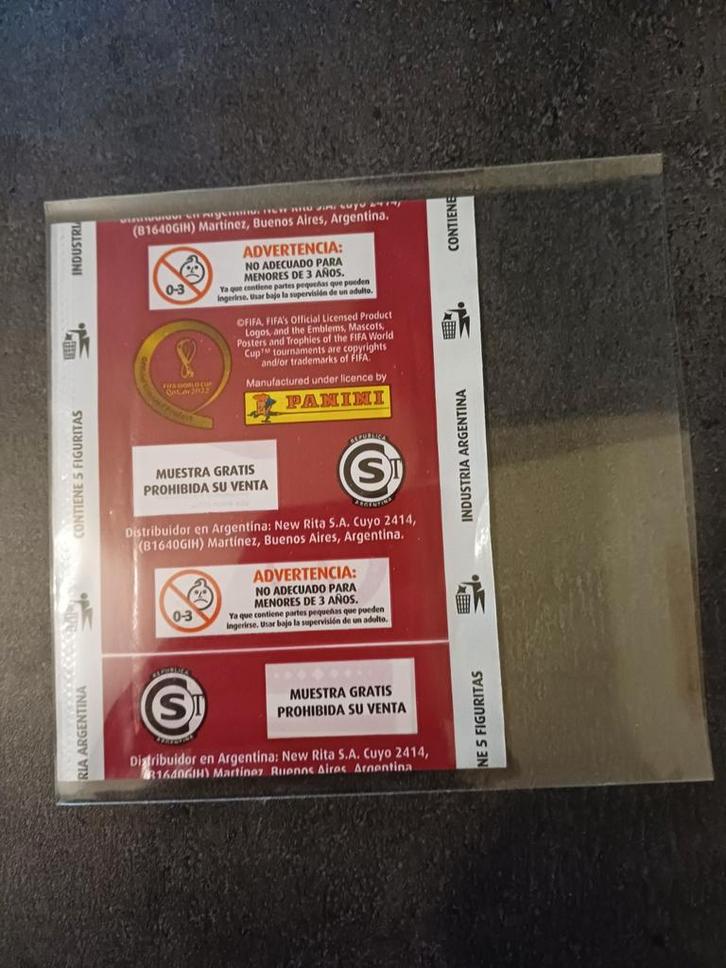 Distribuidor en Argentina: New Rita S.A. Cuyo 2414,
(B1640GIH) Martínez, Buenos Aires, Argentina.
ADVERTENCIA:
NO ADECUADO PARA
MENORES DE 3 AÑOS.
Ya que contiene partes pequeñas que pueden
ingerirse. Usar bajo la supervisión de un adulto.
0-3
©FIFA, FIFA's Official Licensed Product
Logos, and the Emblems, Mascots,
Posters and Trophies of the FIFA World
Cup™ tournaments are copyrights
and/or trademarks of FIFA.
FIFA WORLD CUP
Qatar2022
Manufactured under licence by
PANINI
MUESTRA GRATIS
PROHIBIDA SU VENTA
REPUBLICA
S
ARGENTINA
Distribuidor en Argentina: New Rita S.A. Cuyo 2414,
(B1640GIH) Martínez, Buenos Aires, Argentina.
ADVERTENCIA:
NO ADECUADO PARA
MENORES DE 3 AÑOS.
Ya que contiene partes pequeñas que pueden
ingerirse. Usar bajo la supervisión de un adulto.
0-3
REPUBLICA
S
ARGENTINA
MUESTRA GRATIS
PROHIBIDA SU VENTA
Distribuidor en Argentina: New Rita S.A. Cuyo 2414,
(B1640GIH) Martínez, Buenos Aires, Argentina
INDUSTRI
CONTIENE 5 FIGURITAS
RIA ARGENTINA
CONTIENE
INDUSTRIA ARGENTINA
NE 5 FIGURITAS